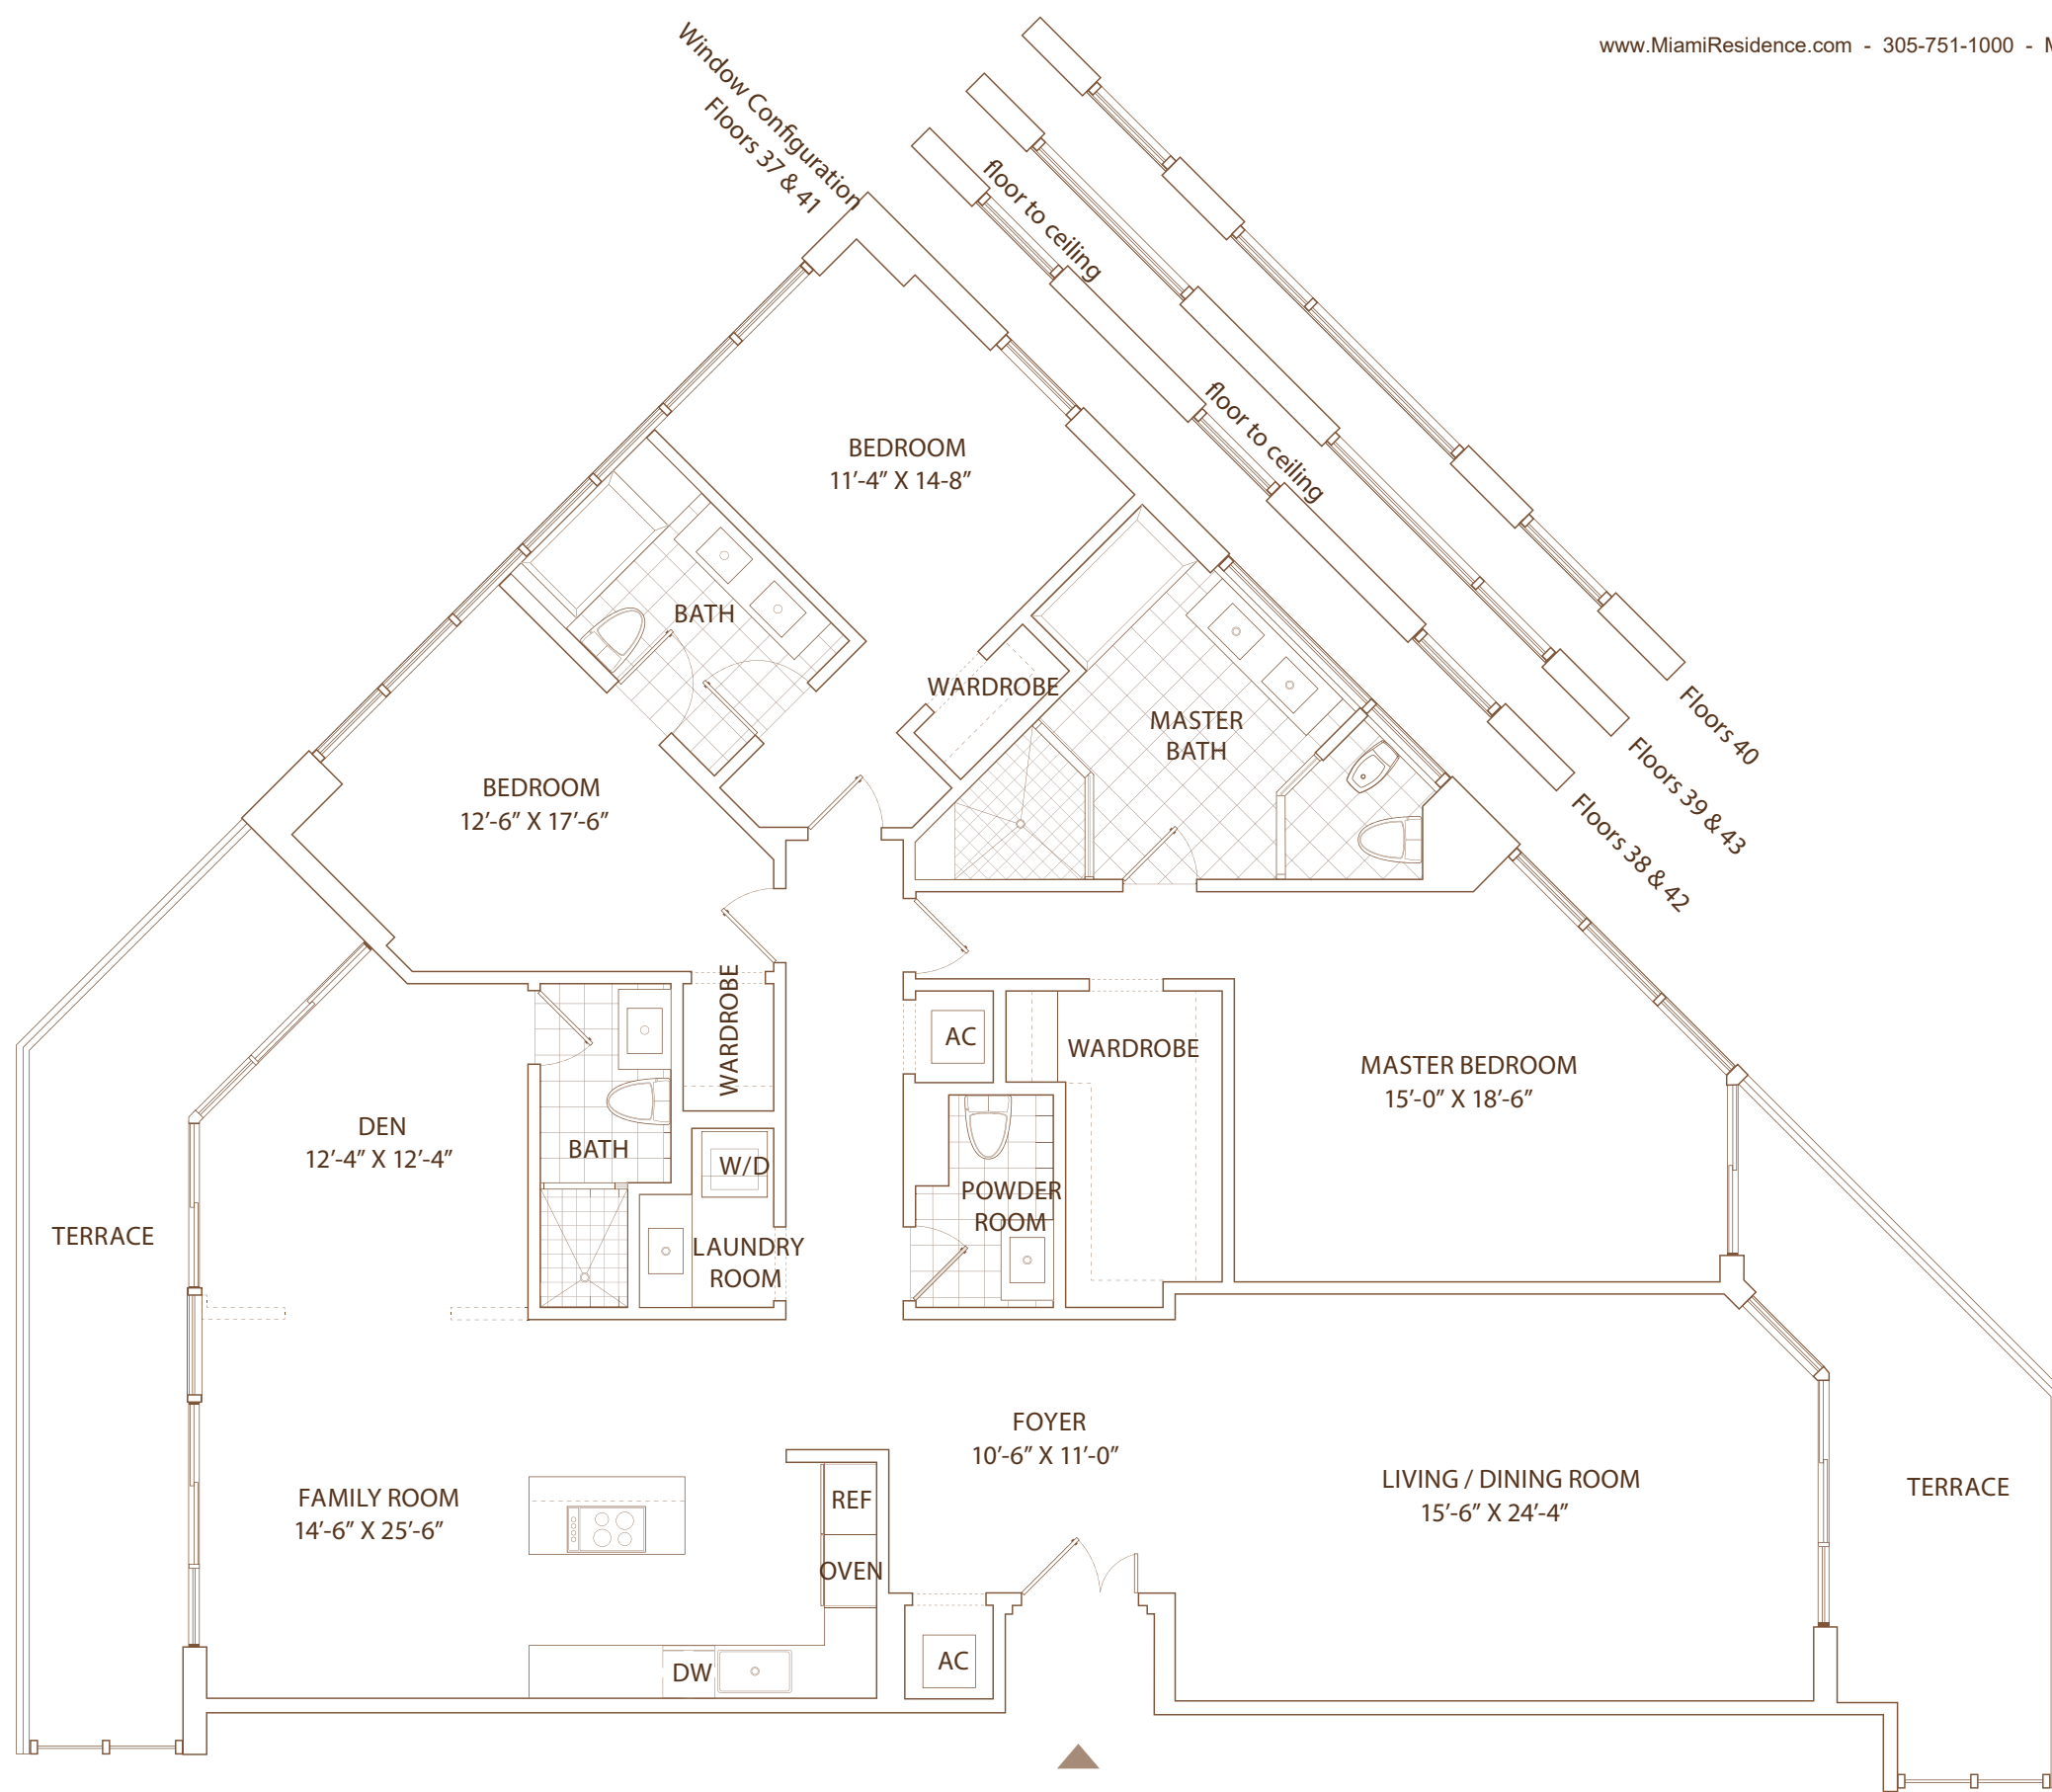 www.MiamiResidence.com - 305-751-1000 -
Window Configuration
Floors 37 & 41
floor to ceiling
floor to ceiling
Floors 40
Floors 39 & 43
Floors 38 & 42
BEDROOM
11’-4” X 14-8”
BATH
WARDROBE
MASTER
BATH
BEDROOM
12’-6” X 17’-6”
WARDROBE
AC
WARDROBE
MASTER BEDROOM
15’-0” X 18’-6”
DEN
12’-4” X 12’-4”
BATH
W/D
POWDER
ROOM
TERRACE
LAUNDRY
ROOM
FOYER
10’-6” X 11’-0”
LIVING / DINING ROOM
15’-6” X 24’-4”
TERRACE
FAMILY ROOM
14’-6” X 25’-6”
REF
OVEN
AC
DW